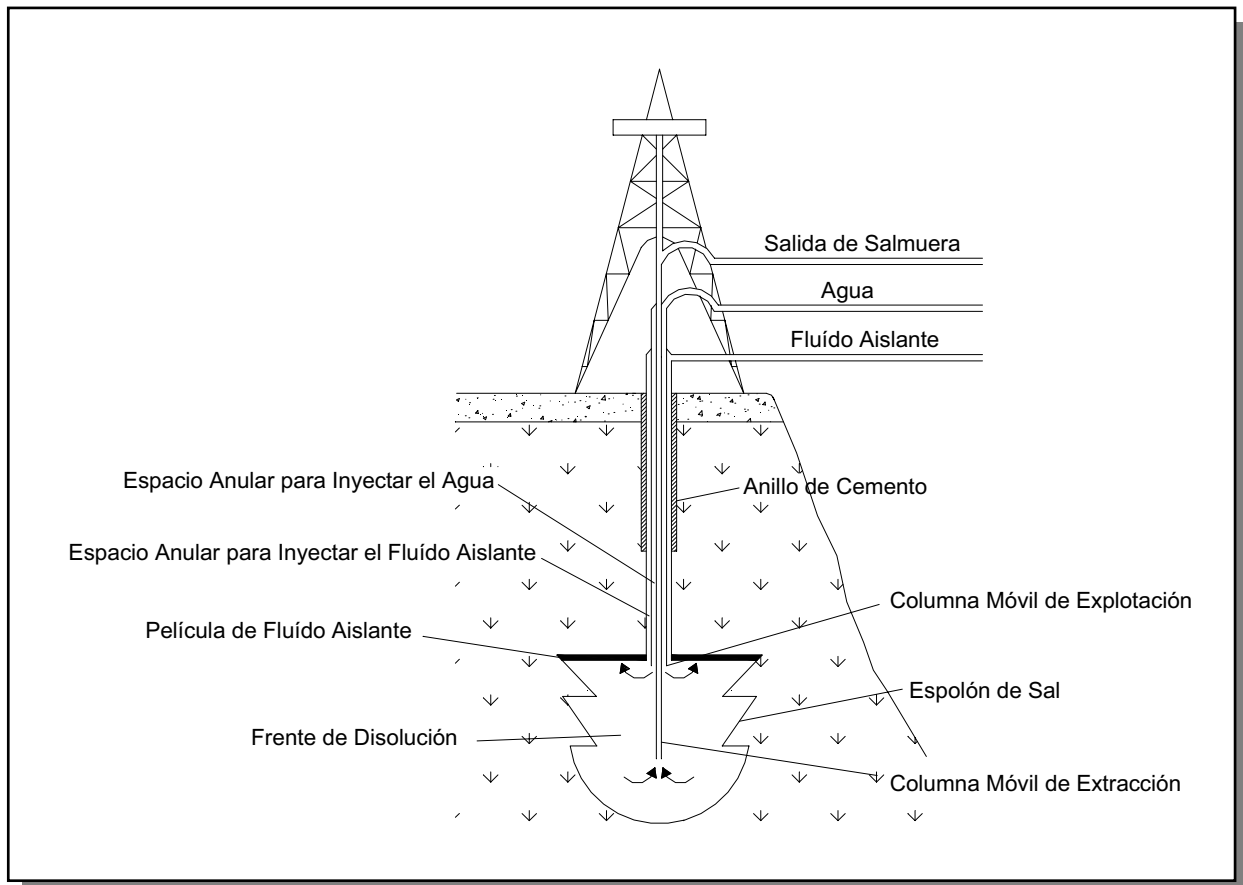 Salida de Salmuera
Agua
Fluído Aislante
Espacio Anular para Inyectar el Agua
Anillo de Cemento
Espacio Anular para Inyectar el Fluído Aislante
Columna Móvil de Explotación
Película de Fluído Aislante
Espolón de Sal
Frente de Disolución
Columna Móvil de Extracción